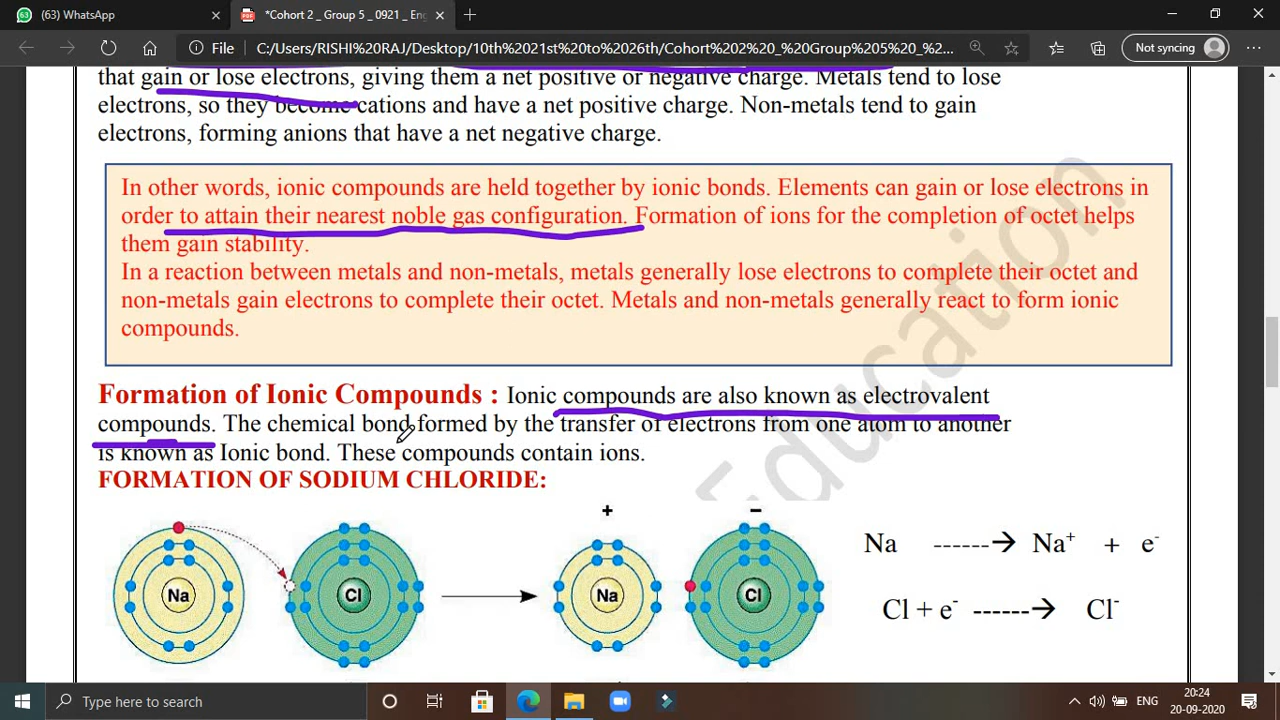 (63) WhatsApp
*Cohort 2 _ Group 5 _ 0921 _ Eng
File
C:/Users/RISHI%20RAJ/Desktop/10th%2021st%20to%2026th/Cohort%202%20_%20Group%205%20_%2...
Not syncing
that gain or lose electrons, giving them a net positive or negative charge. Metals tend to lose
electrons, so they become cations and have a net positive charge. Non-metals tend to gain
electrons, forming anions that have a net negative charge.
In other words, ionic compounds are held together by ionic bonds. Elements can gain or lose electrons in
order to attain their nearest noble gas configuration. Formation of ions for the completion of octet helps
them gain stability.
In a reaction between metals and non-metals, metals generally lose electrons to complete their octet and
non-metals gain electrons to complete their octet. Metals and non-metals generally react to form ionic
compounds.
Formation of Ionic Compounds : Ionic compounds are also known as electrovalent
compounds. The chemical bond formed by the transfer of electrons from one atom to another
is known as Ionic bond. These compounds contain ions.
FORMATION OF SODIUM CHLORIDE:
+ −
Na Cl Na Cl
Na ------→ Na⁺ + e⁻
Cl + e⁻ ------→ Cl⁻
Education
Type here to search
ENG
20:24
20-09-2020